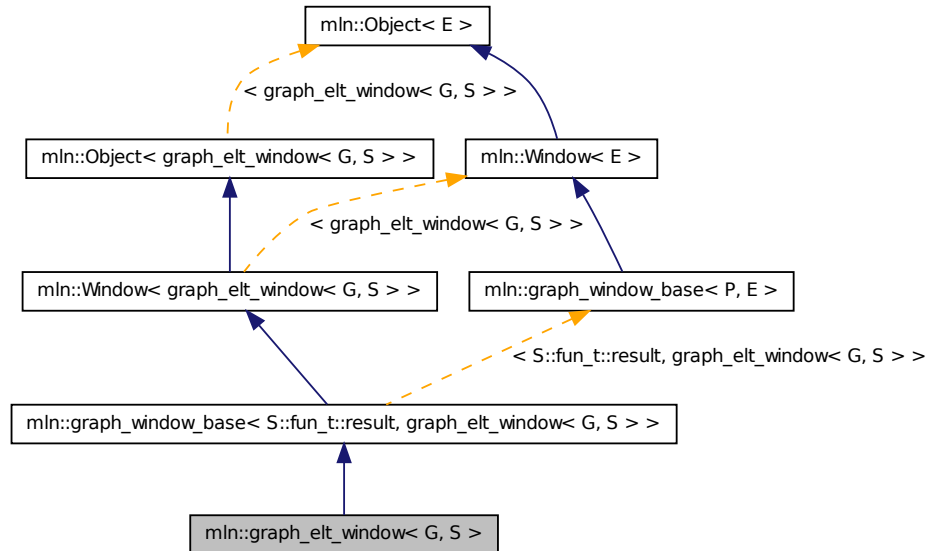 mln::Object< E >
< graph_elt_window< G, S > >
mln::Object< graph_elt_window< G, S > >
mln::Window< E >
< graph_elt_window< G, S > >
mln::Window< graph_elt_window< G, S > >
mln::graph_window_base< P, E >
< S::fun_t::result, graph_elt_window< G, S > >
mln::graph_window_base< S::fun_t::result, graph_elt_window< G, S > >
mln::graph_elt_window< G, S >